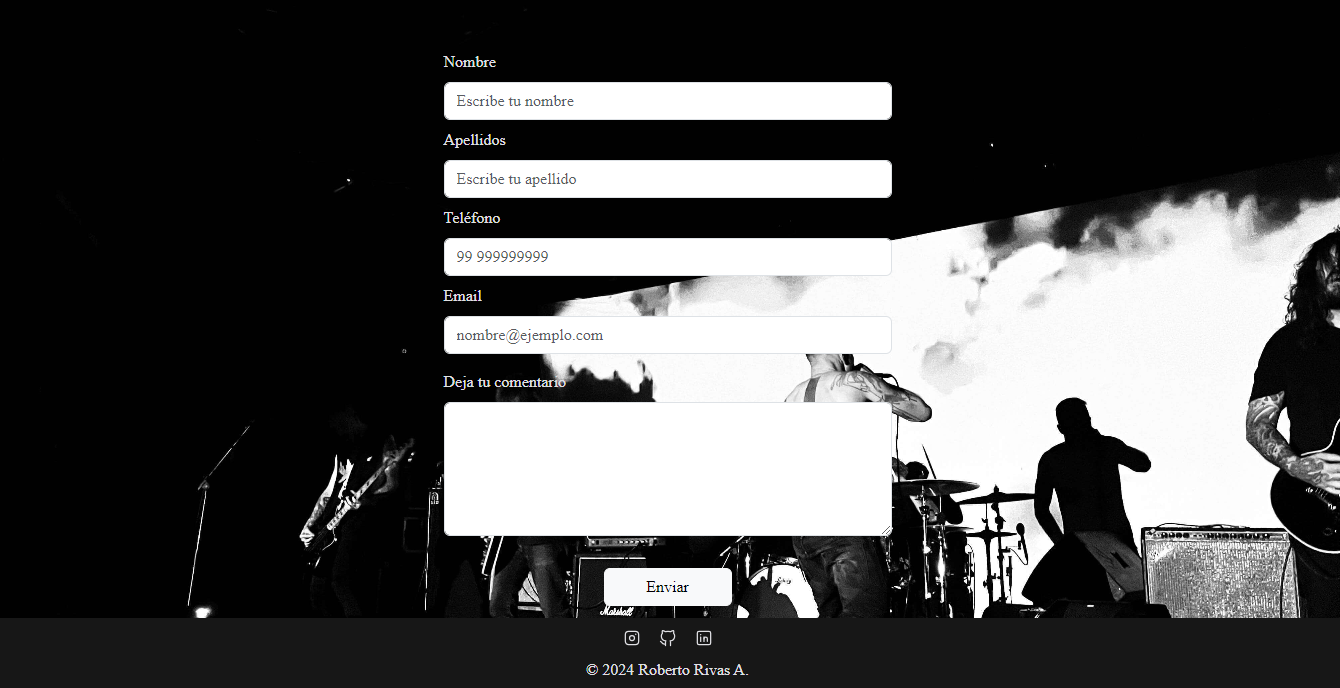 Nombre
Escribe tu nombre
Apellidos
Escribe tu apellido
Teléfono
99 999999999
Email
nombre@ejemplo.com
Deja tu comentario
Enviar
Marshall
© 2024 Roberto Rivas A.